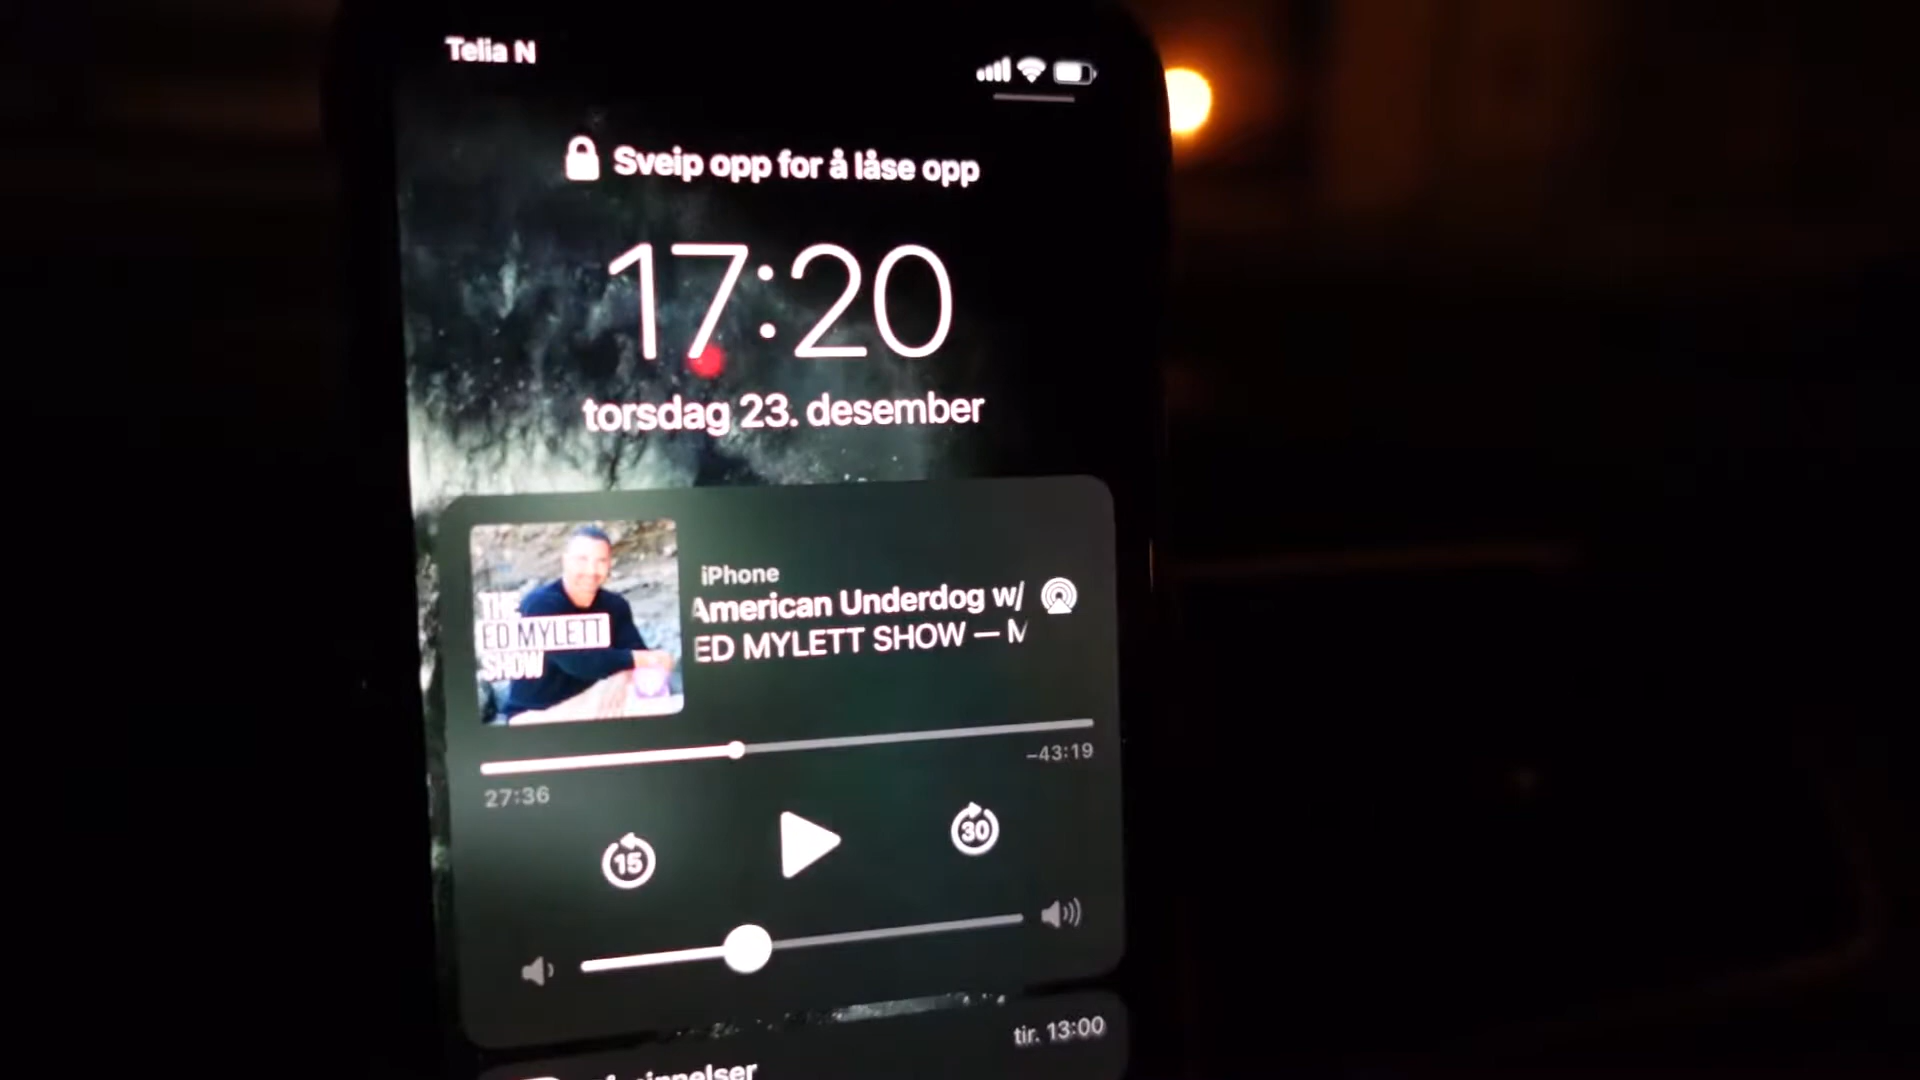 Telia N
Sveip opp for å låse opp
17:20
torsdag 23. desember
THE
ED MYLETT
SHOW
iPhone
American Underdog w/
ED MYLETT SHOW — M
27:36
−43:19
15
30
tir. 13:00